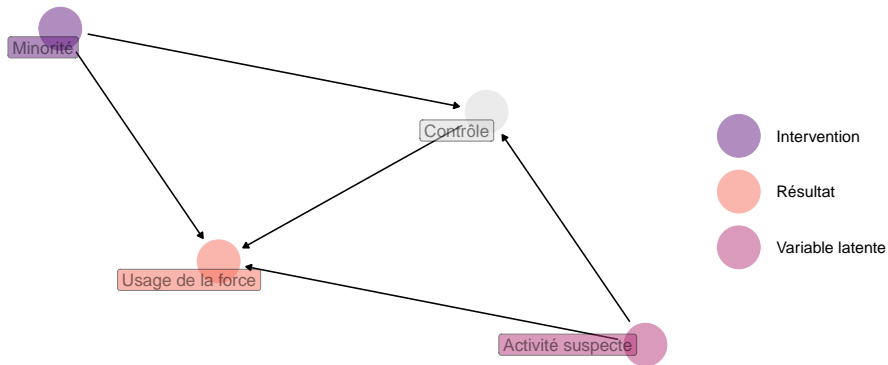 Minorité
Contrôle
Usage de la force
Activité suspecte
Intervention
Résultat
Variable latente